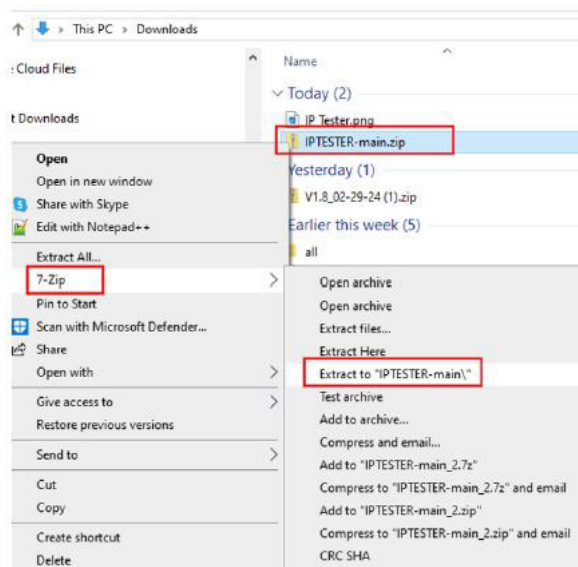 This PC > Downloads
: Cloud Files
t Downloads
Name
Today (2)
IP Tester.png
IPTESTER-main.zip
Yesterday (1)
V1.8_02-29-24 (1).zip
Earlier this week (5)
all
Open
Open in new window
Share with Skype
Edit with Notepad++
Extract All...
7-Zip
Pin to Start
Scan with Microsoft Defender...
Share
Open with
Give access to
Restore previous versions
Send to
Cut
Copy
Create shortcut
Delete
Open archive
Open archive
Extract files...
Extract Here
Extract to "IPTESTER-main\"
Test archive
Add to archive...
Compress and email...
Add to "IPTESTER-main_2.7z"
Compress to "IPTESTER-main_2.7z" and email
Add to "IPTESTER-main_2.zip"
Compress to "IPTESTER-main_2.zip" and email
CRC SHA